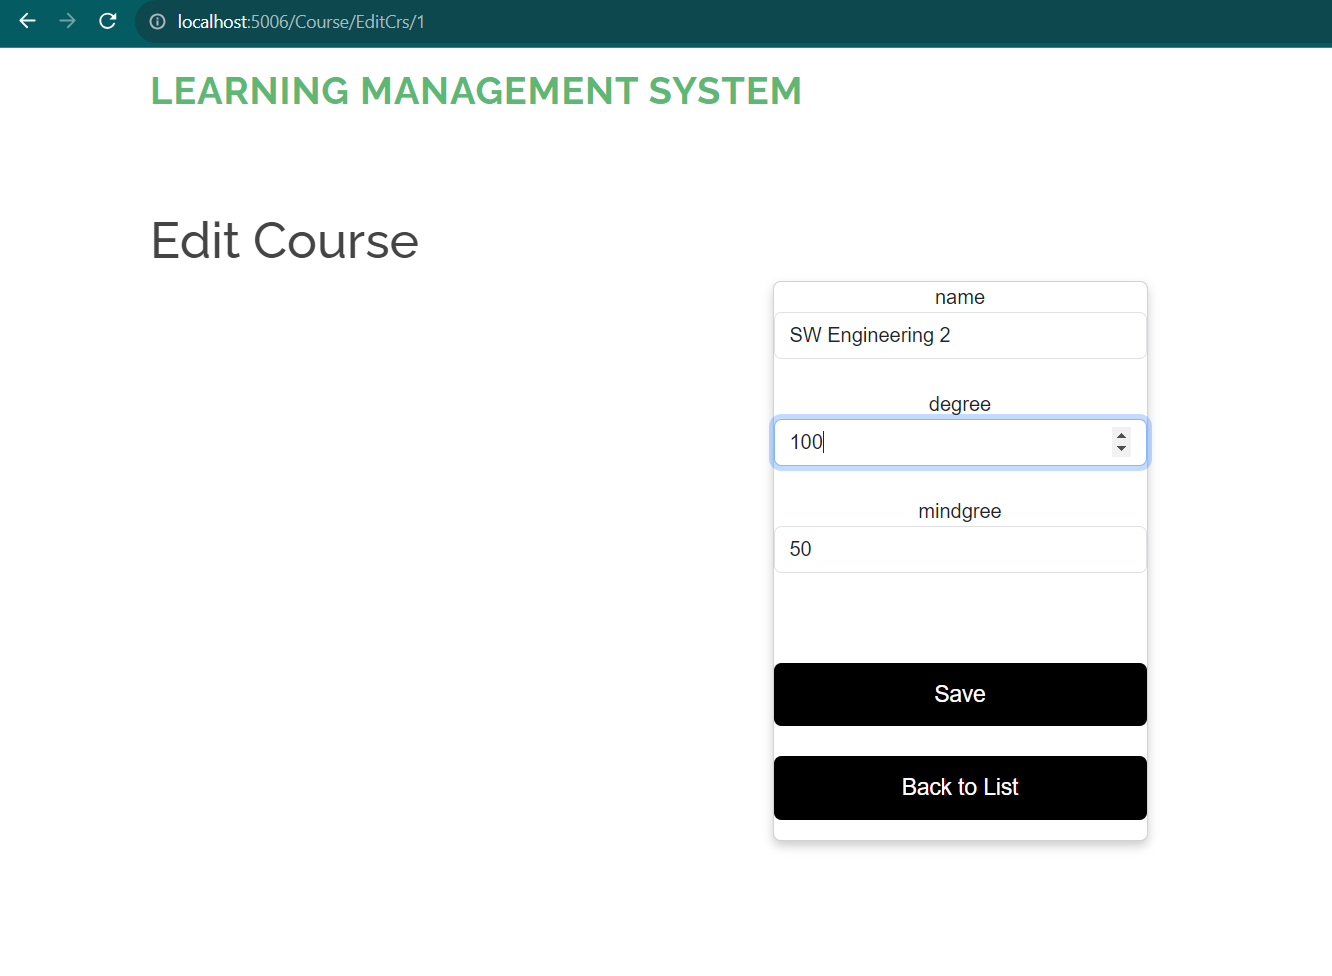 localhost:5006/Course/EditCrs/1
LEARNING MANAGEMENT SYSTEM
Edit Course
name
SW Engineering 2
degree
100
mindgree
50
Save
Back to List